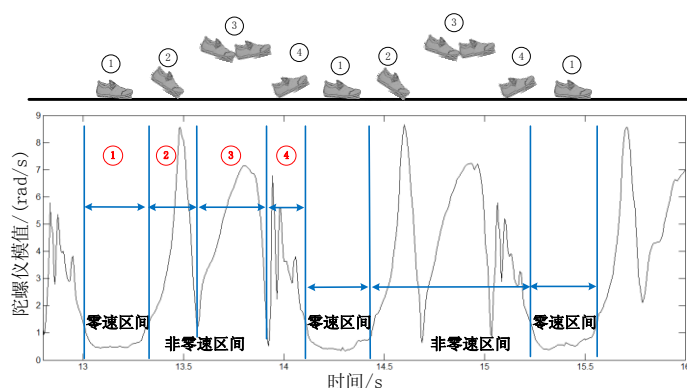 ③ ③
① ② ④ ① ② ④ ①
9
8
7
6
5
4
3
2
1
0
陀螺仪模值/(rad/s)
① ② ③ ④
零速区间 零速区间 零速区间
非零速区间 非零速区间
13 13.5 14 14.5 15 15.5 16
时间/s